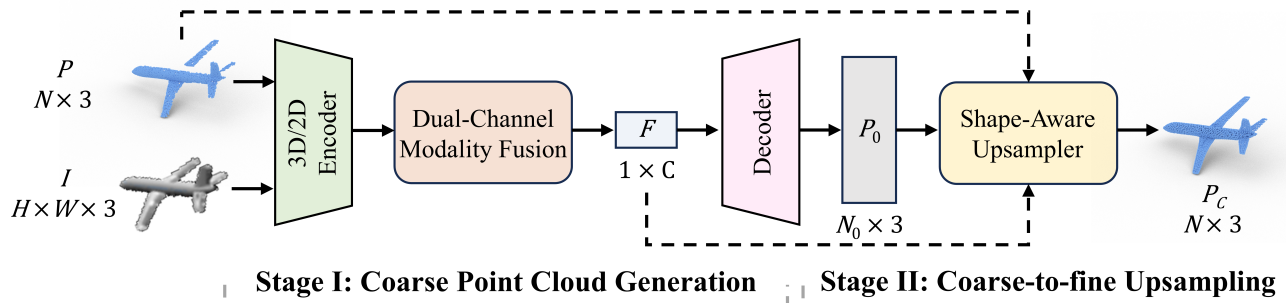 P
N × 3
I
H × W × 3
3D/2D
Encoder
Dual-Channel
Modality Fusion
F
1 × C
Decoder
P₀
N₀ × 3
Shape-Aware
Upsampler
P_C
N × 3
Stage I: Coarse Point Cloud Generation
Stage II: Coarse-to-fine Upsampling